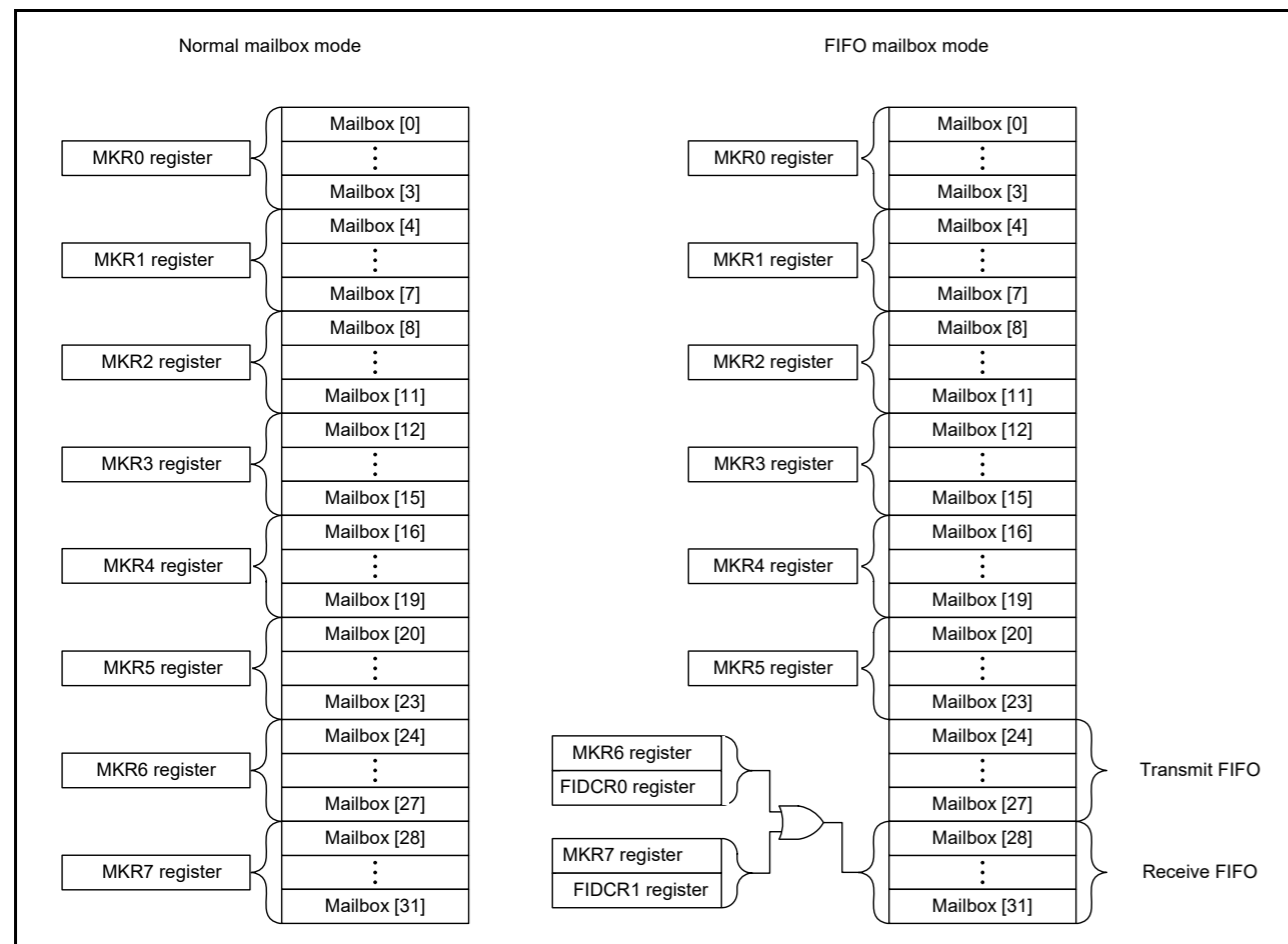 Normal mailbox mode
MKR0 register
Mailbox [0]
Mailbox [3]
MKR1 register
Mailbox [4]
Mailbox [7]
MKR2 register
Mailbox [8]
Mailbox [11]
MKR3 register
Mailbox [12]
Mailbox [15]
MKR4 register
Mailbox [16]
Mailbox [19]
MKR5 register
Mailbox [20]
Mailbox [23]
MKR6 register
Mailbox [24]
Mailbox [27]
MKR7 register
Mailbox [28]
Mailbox [31]
FIFO mailbox mode
MKR0 register
Mailbox [0]
Mailbox [3]
MKR1 register
Mailbox [4]
Mailbox [7]
MKR2 register
Mailbox [8]
Mailbox [11]
MKR3 register
Mailbox [12]
Mailbox [15]
MKR4 register
Mailbox [16]
Mailbox [19]
MKR5 register
Mailbox [20]
Mailbox [23]
MKR6 register
FIDCR0 register
Mailbox [24]
Mailbox [27]
Transmit FIFO
MKR7 register
FIDCR1 register
Mailbox [28]
Mailbox [31]
Receive FIFO